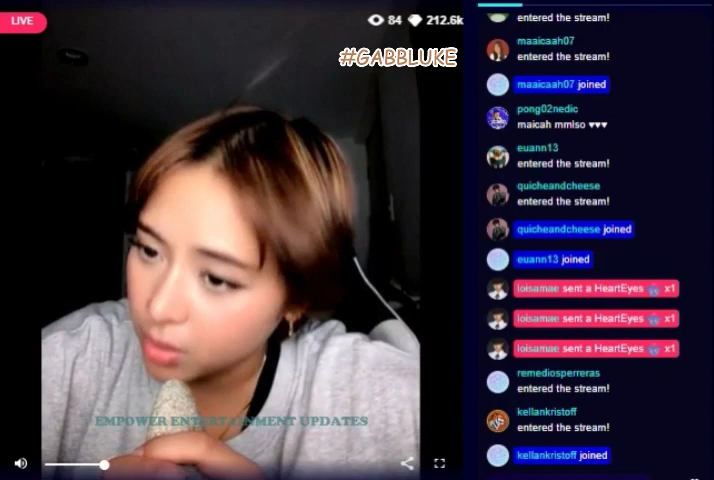 LIVE
84 212.6k
#GABBLUKE
EMPOWER ENTERTAINMENT UPDATES
entered the stream!
maaicaah07
entered the stream!
maaicaah07 joined
pong02nedic
maicah mmlso ♥♥♥
euann13
entered the stream!
quicheandcheese
entered the stream!
quicheandcheese joined
euann13 joined
loisamae sent a HeartEyes x1
loisamae sent a HeartEyes x1
loisamae sent a HeartEyes x1
remediosperreras
entered the stream!
kellankristoff
entered the stream!
kellankristoff joined